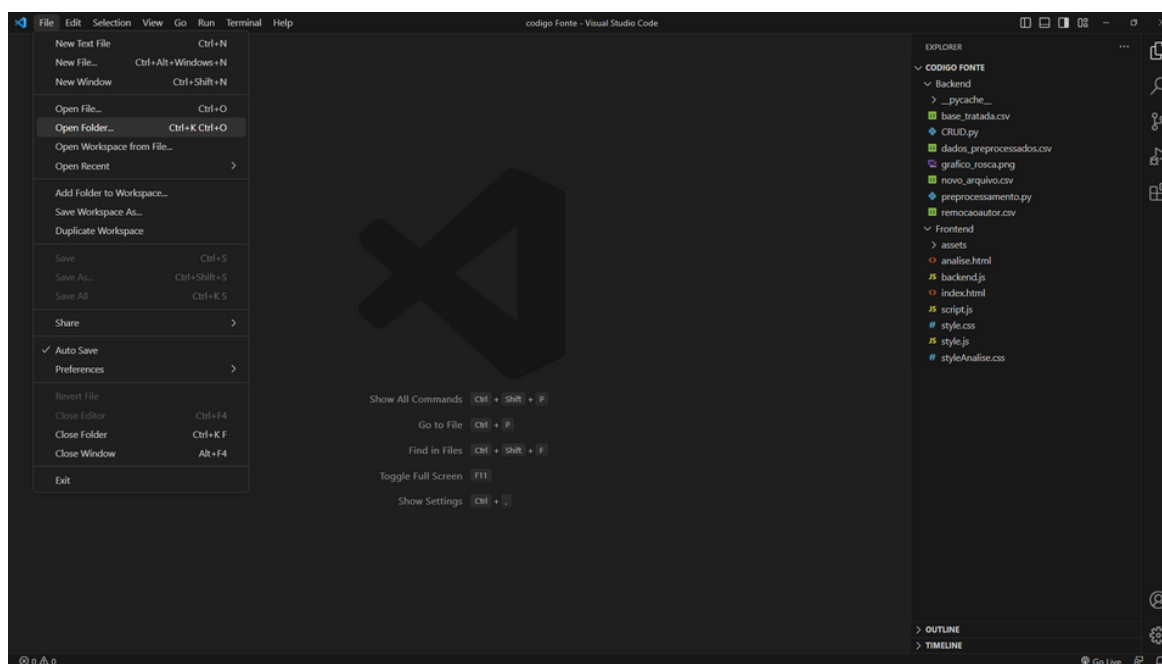 File Edit Selection View Go Run Terminal Help
codigo Fonte - Visual Studio Code
New Text File Ctrl+N
New File... Ctrl+Alt+Windows+N
New Window Ctrl+Shift+N
Open File... Ctrl+O
Open Folder... Ctrl+K Ctrl+O
Open Workspace from File...
Open Recent
Add Folder to Workspace...
Save Workspace As...
Duplicate Workspace
Save Ctrl+S
Save As... Ctrl+Shift+S
Save All Ctrl+K S
Share
Auto Save
Preferences
Revert File
Close Editor Ctrl+F4
Close Folder Ctrl+K F
Close Window Alt+F4
Exit
Show All Commands Ctrl + Shift + P
Go to File Ctrl + P
Find in Files Ctrl + Shift + F
Toggle Full Screen F11
Show Settings Ctrl + ,
EXPLORER
CODIGO FONTE
Backend
__pycache__
base_tratada.csv
CRUD.py
dados_preprocessados.csv
grafico_rosca.png
novo_arquivo.csv
preprocessamento.py
remocaoautor.csv
Frontend
assets
analise.html
JS backend.js
index.html
JS script.js
# style.css
JS style.js
# styleAnalise.css
OUTLINE
TIMELINE
0 0
Go Live